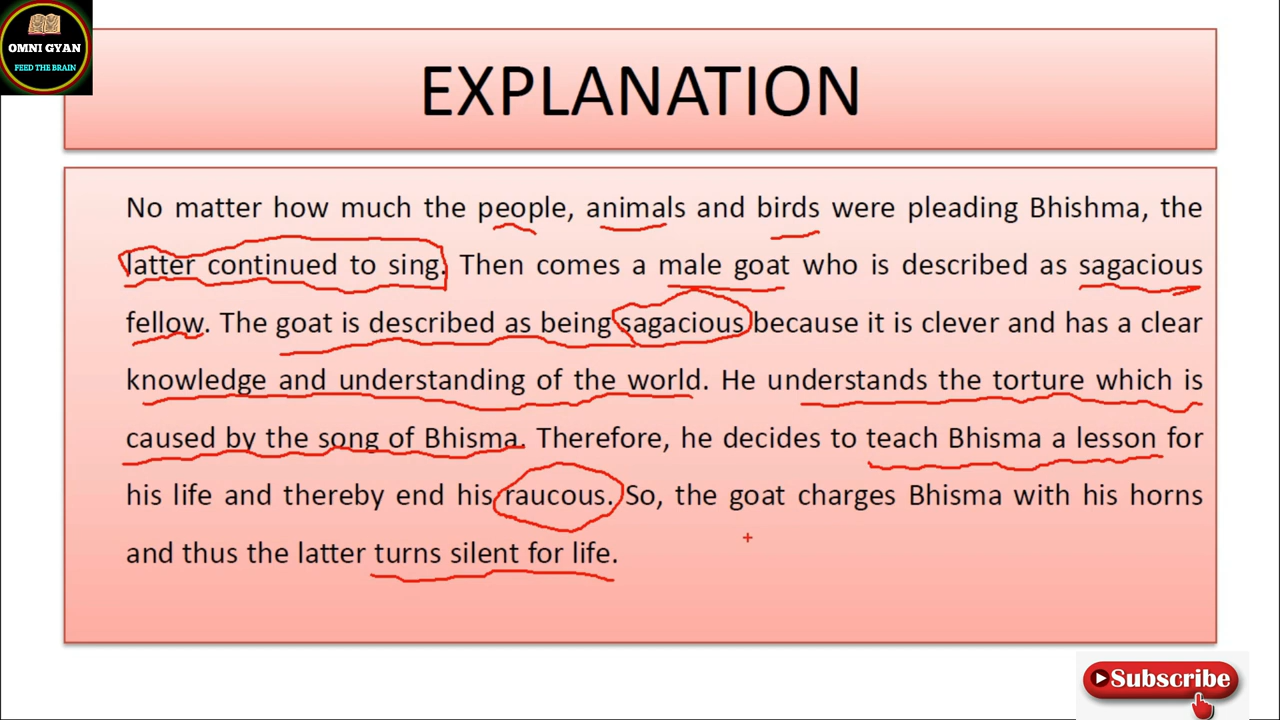 OMNI GYAN
FEED THE BRAIN
EXPLANATION
No matter how much the people, animals and birds were pleading Bhishma, the
latter continued to sing. Then comes a male goat who is described as sagacious
fellow. The goat is described as being sagacious because it is clever and has a clear
knowledge and understanding of the world. He understands the torture which is
caused by the song of Bhisma. Therefore, he decides to teach Bhisma a lesson for
his life and thereby end his raucous. So, the goat charges Bhisma with his horns
and thus the latter turns silent for life.
Subscribe